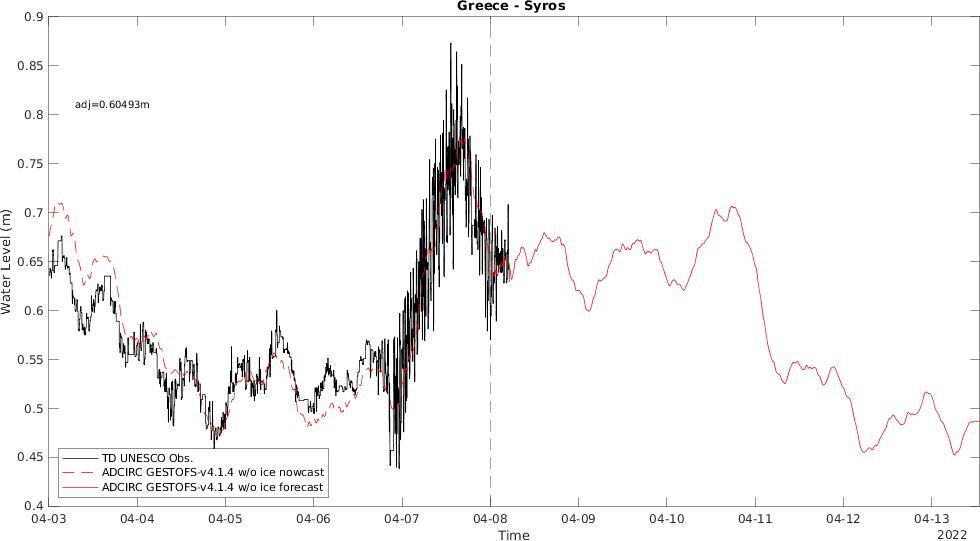 Greece - Syros
0.9
0.85
0.8
0.75
0.7
0.65
0.6
0.55
0.5
0.45
0.4
Water Level (m)
adj=0.60493m
TD UNESCO Obs.
ADCIRC GESTOFS-v4.1.4 w/o ice nowcast
ADCIRC GESTOFS-v4.1.4 w/o ice forecast
04-03 04-04 04-05 04-06 04-07 04-08 04-09 04-10 04-11 04-12 04-13
Time
2022